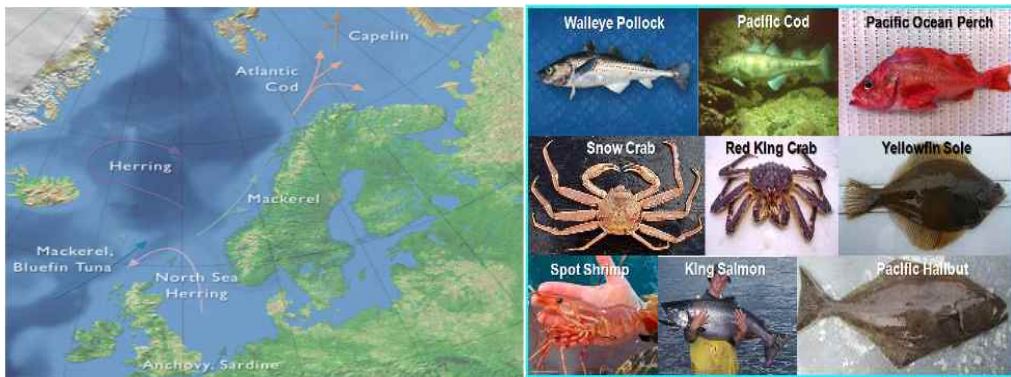 Capelin
Atlantic
Cod
Herring
Mackerel
Mackerel,
Bluefin Tuna
North Sea
Herring
Anchovy, Sardine
Walleye Pollock
Pacific Cod
Pacific Ocean Perch
Snow Crab
Red King Crab
Yellowfin Sole
Spot Shrimp
King Salmon
Pacific Halibut